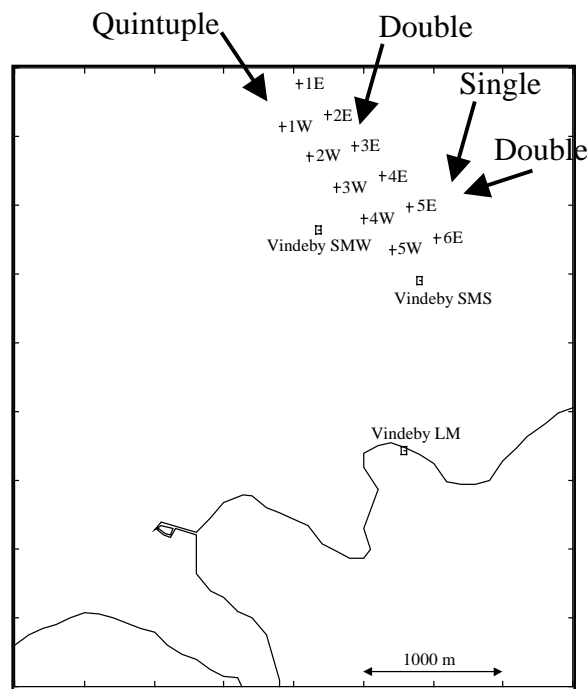 Quintuple
Double
Single
Double
1E
2E
1W
3E
2W
4E
3W
5E
4W
6E
5W
Vindeby SMW
Vindeby SMS
Vindeby LM
1000 m